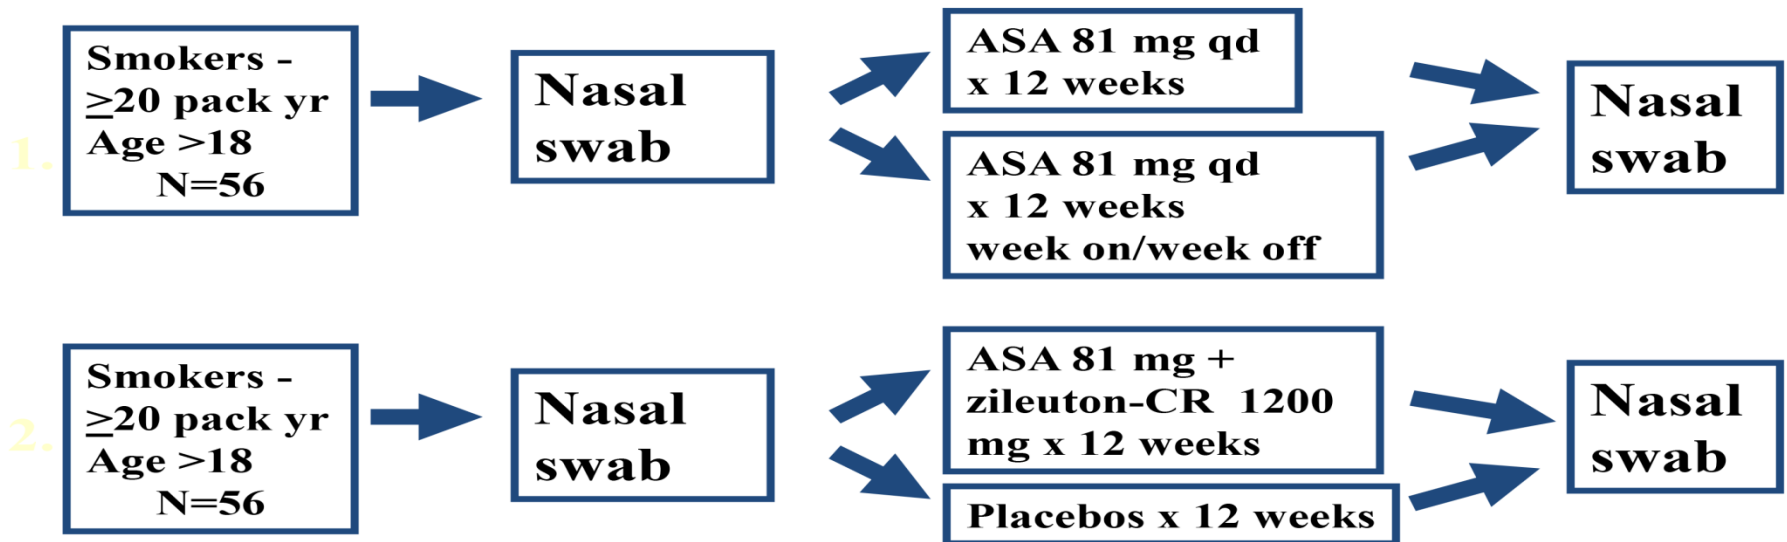 1.
Smokers -
≥20 pack yr
Age >18
N=56
Nasal
swab
ASA 81 mg qd
x 12 weeks
ASA 81 mg qd
x 12 weeks
week on/week off
Nasal
swab
2.
Smokers -
≥20 pack yr
Age >18
N=56
Nasal
swab
ASA 81 mg +
zileuton-CR 1200
mg x 12 weeks
Placebos x 12 weeks
Nasal
swab